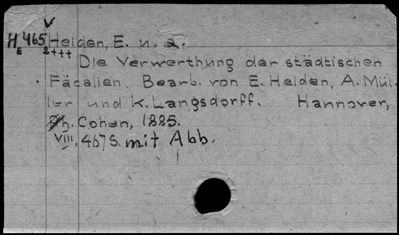 V
H 465 Heiden, E. u. a.
E 2+++
Die Verwerthung der städtischen
Fäcalien. Bearb. von E. Heiden, A. Mül-
ler und K. Langsdorff. Hannover,
Ph. Cohen, 1885.
VIII, 467 S. mit Abb.